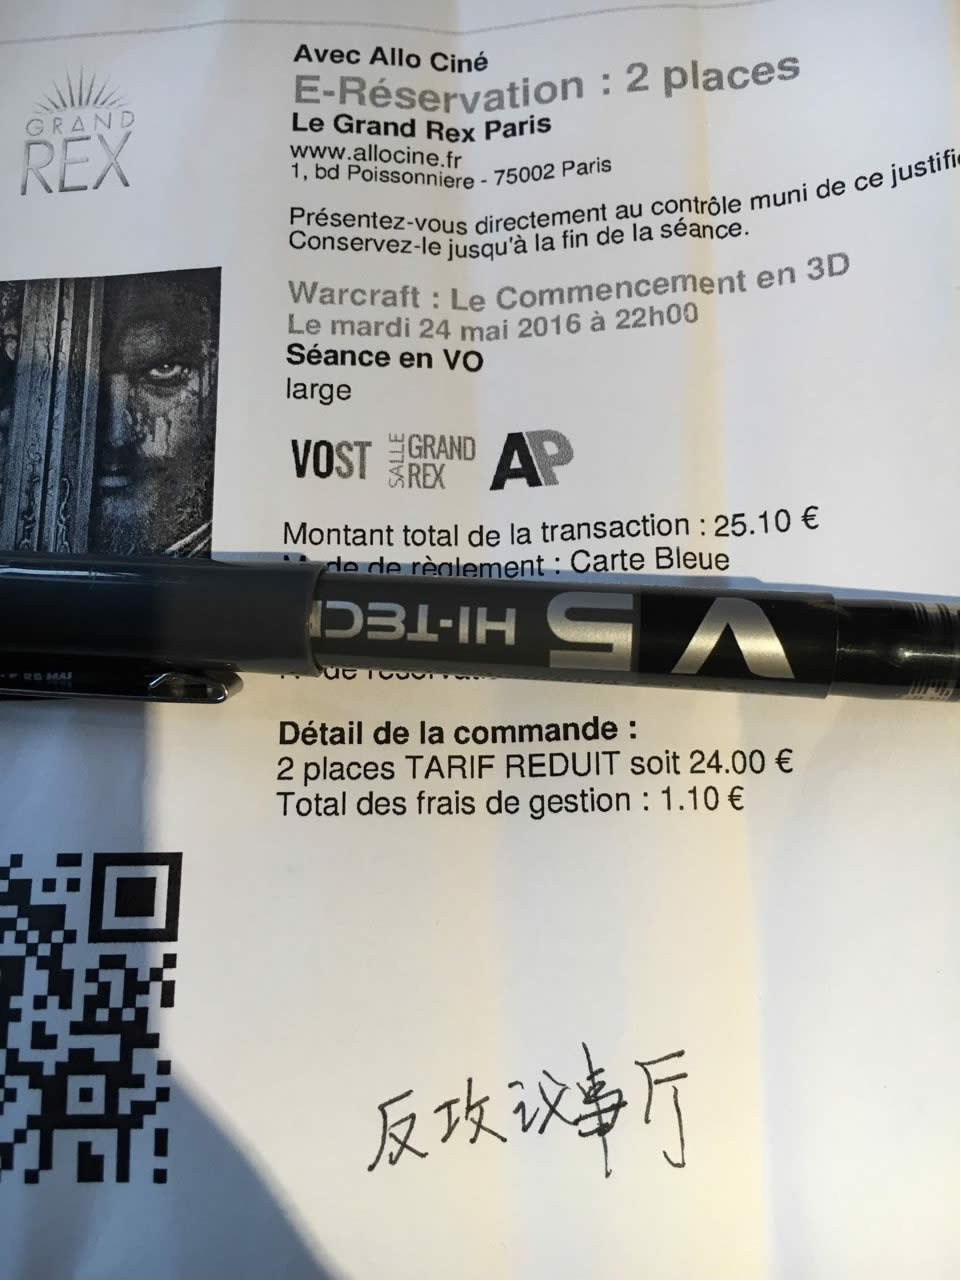 GRAND
REX
Avec Allo Ciné
E-Réservation : 2 places
Le Grand Rex Paris
www.allocine.fr
1, bd Poissonniere - 75002 Paris
Présentez-vous directement au contrôle muni de ce justifi
Conservez-le jusqu'à la fin de la séance.
Warcraft : Le Commencement en 3D
Le mardi 24 mai 2016 à 22h00
Séance en VO
large
VOST SALLE GRAND REX AP
Montant total de la transaction : 25.10 €
Mode de règlement : Carte Bleue
V5 HI-TEC
Détail de la commande :
2 places TARIF REDUIT soit 24.00 €
Total des frais de gestion : 1.10 €
反攻议事厅